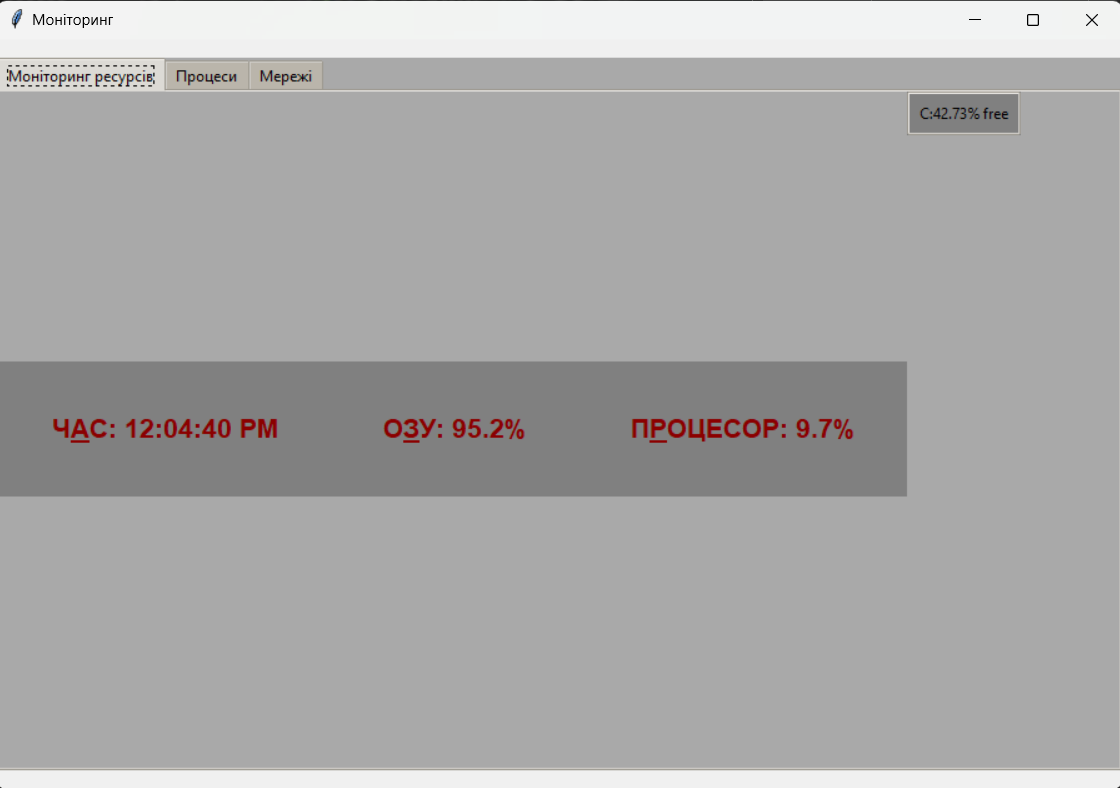 Моніторинг
Моніторинг ресурсів Процеси Мережі
C:42.73% free
ЧАС: 12:04:40 PM ОЗУ: 95.2% ПРОЦЕСОР: 9.7%